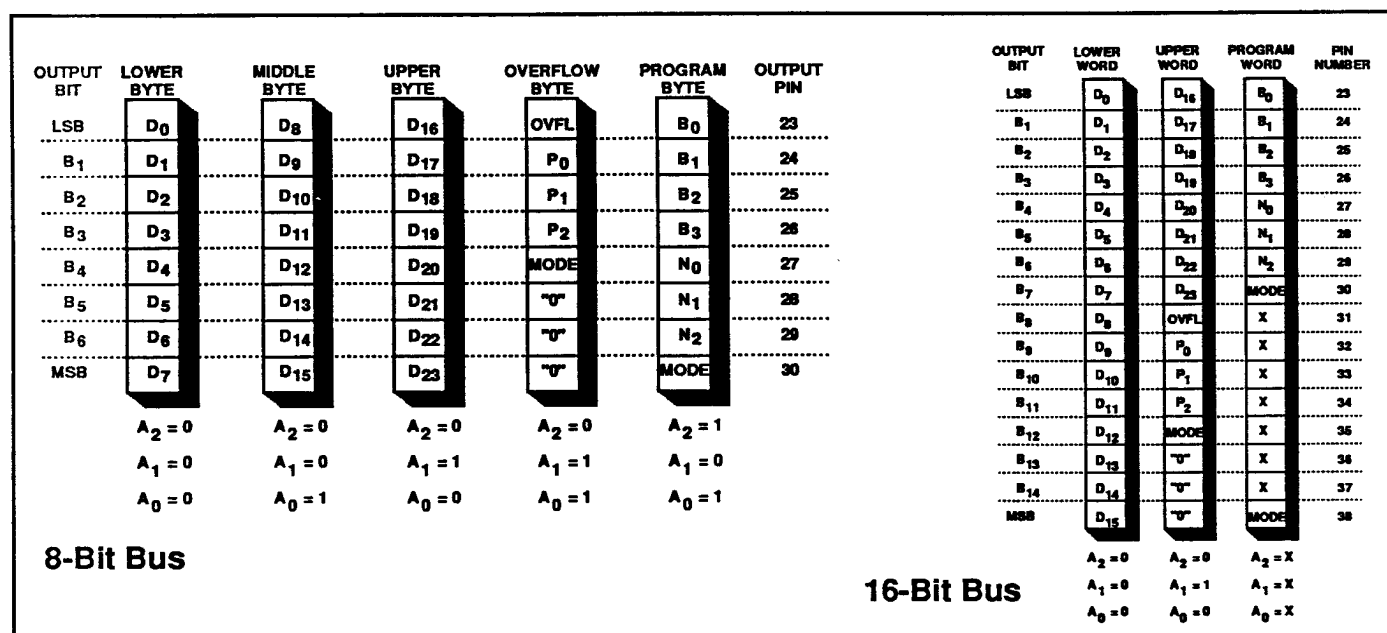 OUTPUT BIT LOWER BYTE MIDDLE BYTE UPPER BYTE OVERFLOW BYTE PROGRAM BYTE OUTPUT PIN
LSB D0 D8 D16 OVFL B0 23
B1 D1 D9 D17 P0 B1 24
B2 D2 D10 D18 P1 B2 25
B3 D3 D11 D19 P2 B3 26
B4 D4 D12 D20 MODE N0 27
B5 D5 D13 D21 "0" N1 28
B6 D6 D14 D22 "0" N2 29
MSB D7 D15 D23 "0" MODE 30
A2 = 0 A2 = 0 A2 = 0 A2 = 0 A2 = 1
A1 = 0 A1 = 0 A1 = 1 A1 = 1 A1 = 0
A0 = 0 A0 = 1 A0 = 0 A0 = 1 A0 = 1
8-Bit Bus
OUTPUT BIT LOWER WORD UPPER WORD PROGRAM WORD PIN NUMBER
LSB D0 D16 B0 23
B1 D1 D17 B1 24
B2 D2 D18 B2 25
B3 D3 D19 B3 26
B4 D4 D20 N0 27
B5 D5 D21 N1 28
B6 D6 D22 N2 29
B7 D7 D23 MODE 30
B8 D8 OVFL X 31
B9 D9 P0 X 32
B10 D10 P1 X 33
B11 D11 P2 X 34
B12 D12 MODE X 35
B13 D13 "0" X 36
B14 D14 "0" X 37
MSB D15 "0" MODE 38
A2 = 0 A2 = 0 A2 = X
A1 = 0 A1 = 1 A1 = X
A0 = 0 A0 = 0 A0 = X
16-Bit Bus